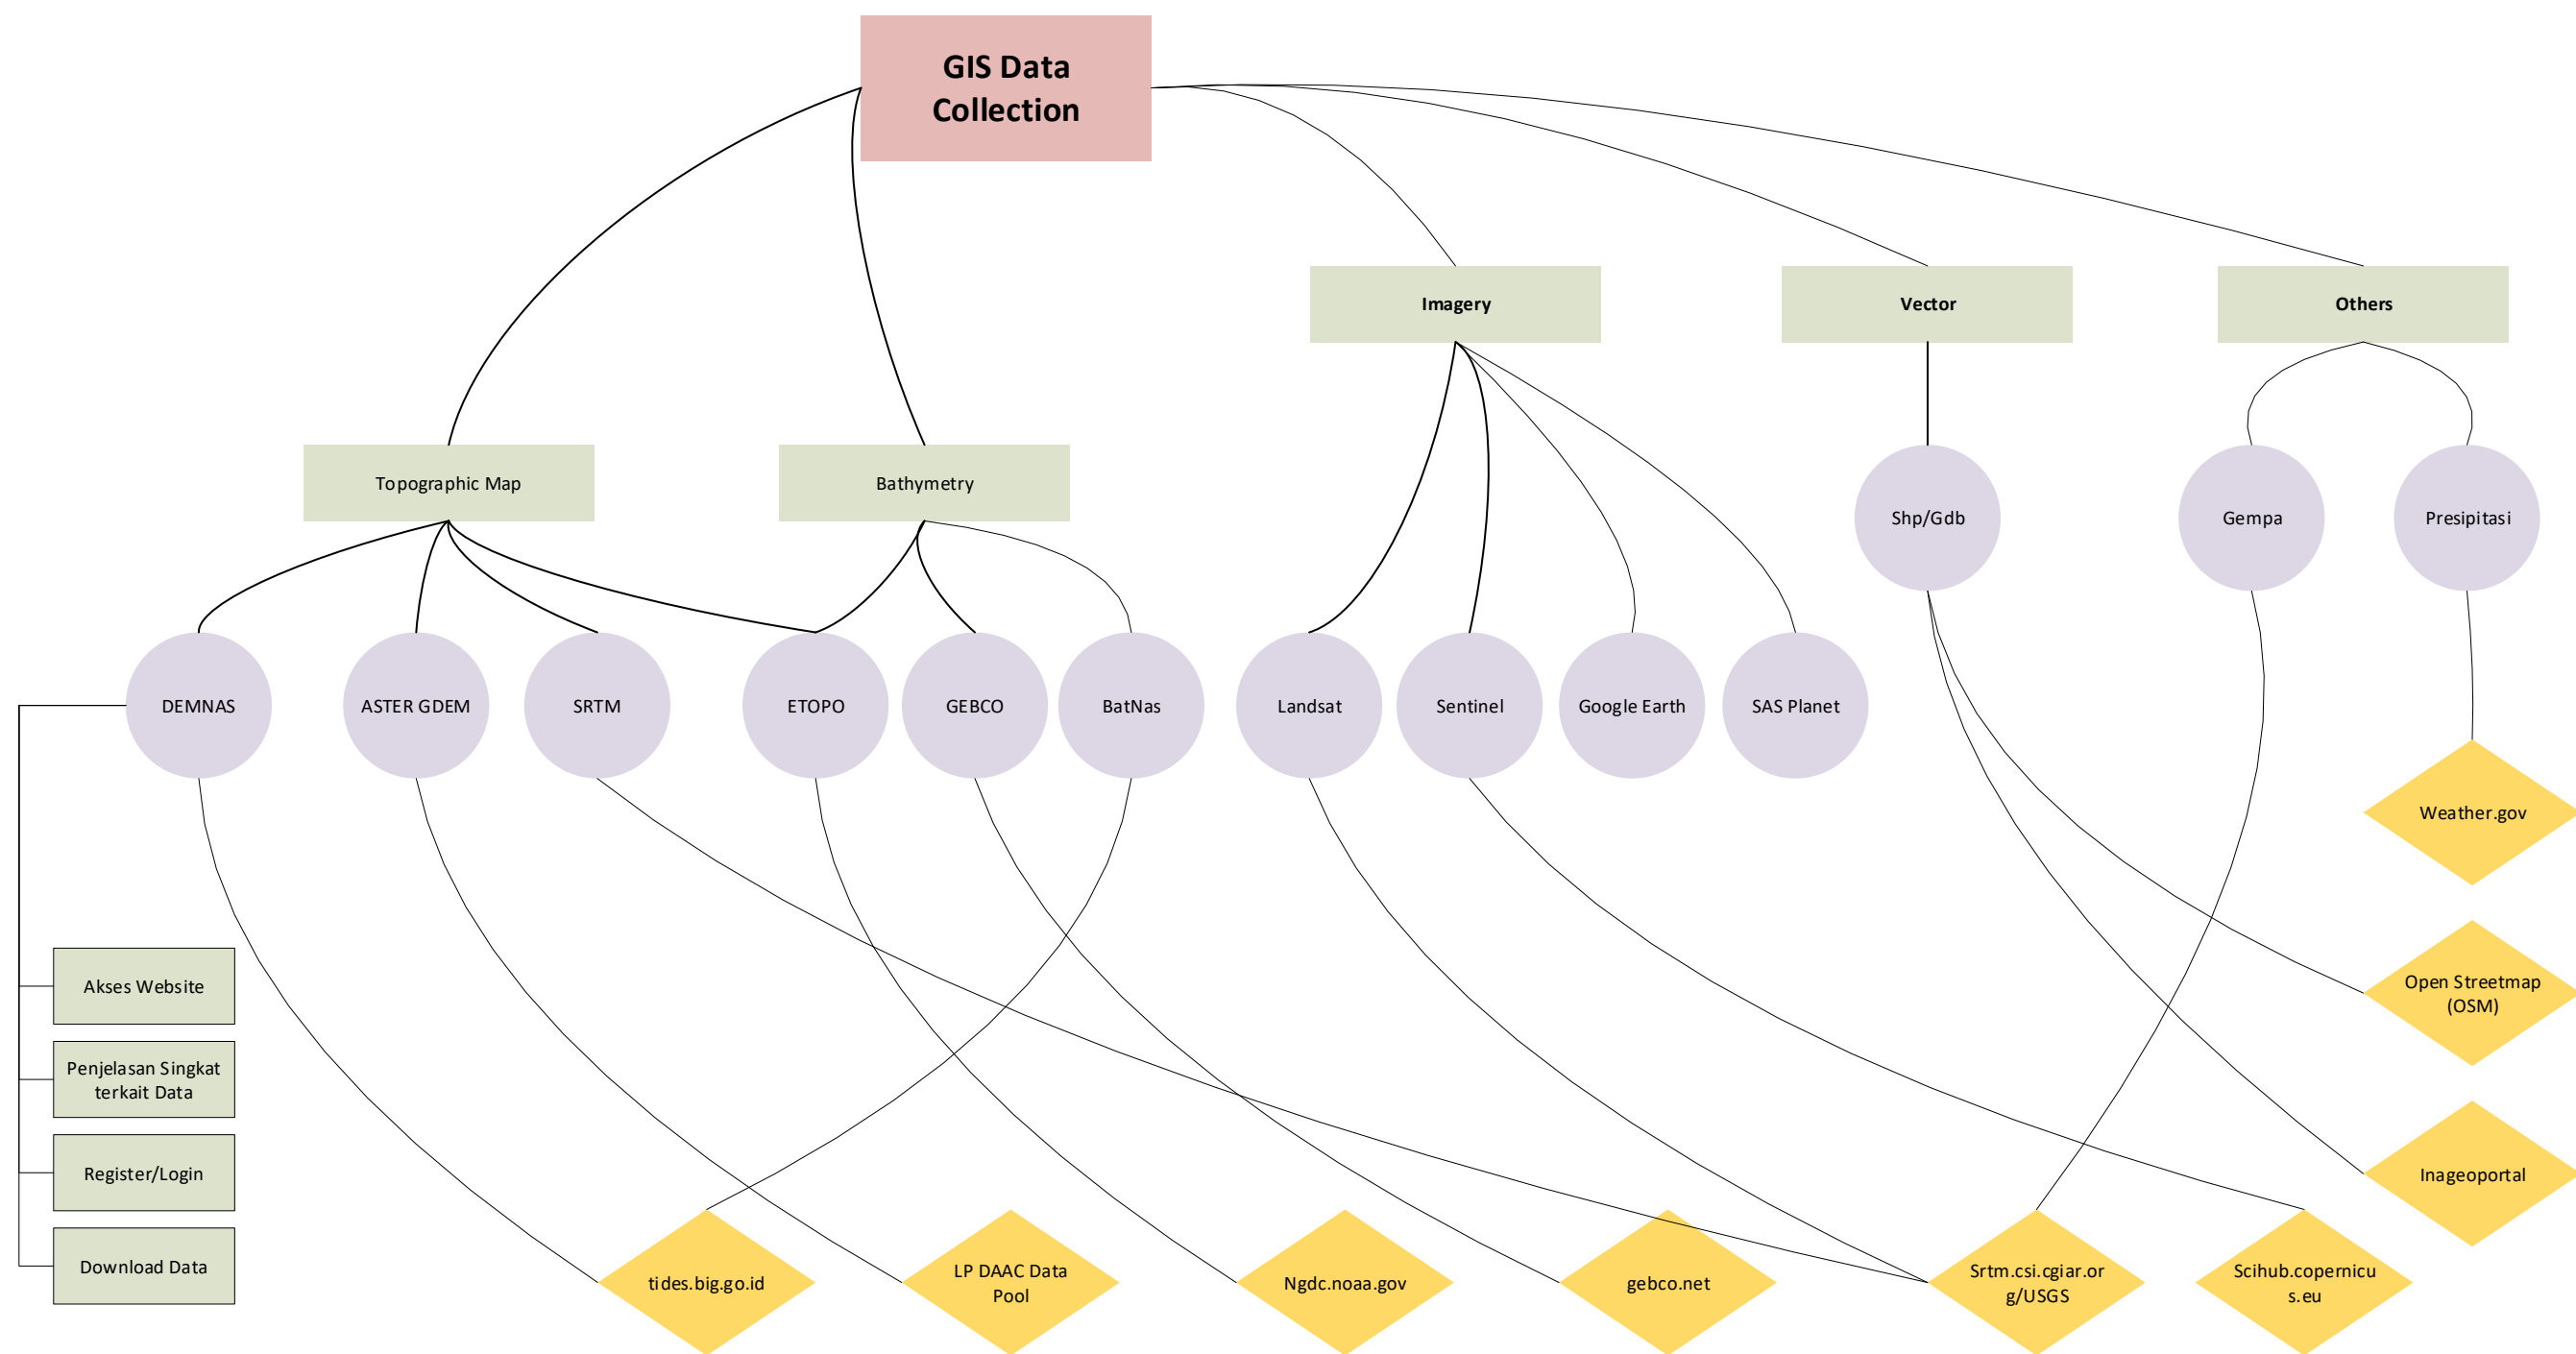 GIS Data
Collection
Imagery
Vector
Others
Topographic Map
Bathymetry
Shp/Gdb
Gempa
Presipitasi
DEMNAS
ASTER GDEM
SRTM
ETOPO
GEBCO
BatNas
Landsat
Sentinel
Google Earth
SAS Planet
Weather.gov
Akses Website
Open Streetmap
(OSM)
Penjelasan Singkat
terkait Data
Register/Login
Inageoportal
Download Data
tides.big.go.id
LP DAAC Data
Pool
Ngdc.noaa.gov
gebco.net
Srtm.csi.cgiar.or
g/USGS
Scihub.copernicu
s.eu